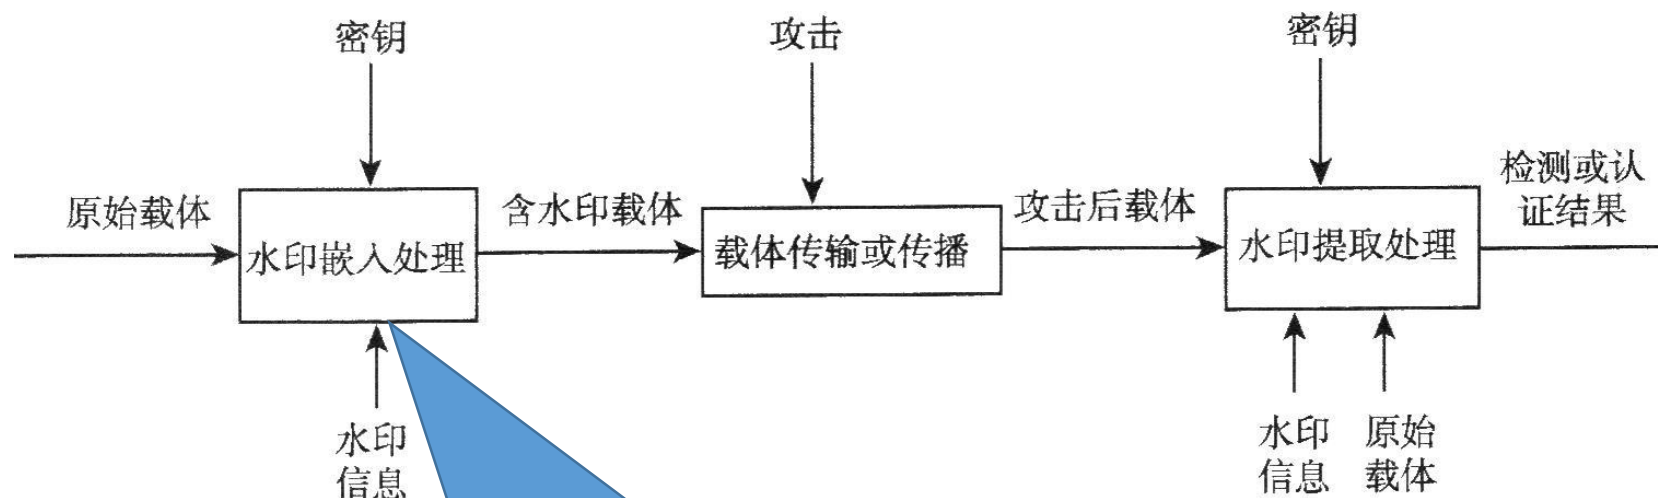 密钥
攻击
密钥
原始载体
水印嵌入处理
含水印载体
载体传输或传播
攻击后载体
水印提取处理
检测或认
证结果
水印
信息
水印
信息
原始
载体